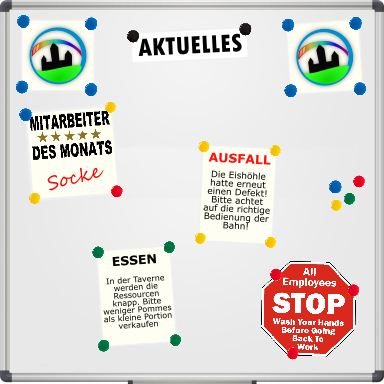 AKTUELLES
MITARBEITER
DES MONATS
Socke
AUSFALL
Die Eishöhle
hatte erneut
einen Defekt!
Bitte achtet
auf die richtige
Bedienung der
Bahn!
ESSEN
In der Taverne
werden die
Ressourcen
knapp. Bitte
weniger Pommes
als kleine Portion
verkaufen
All
Employees
STOP
Wash Your Hands
Before Going
Back To
Work